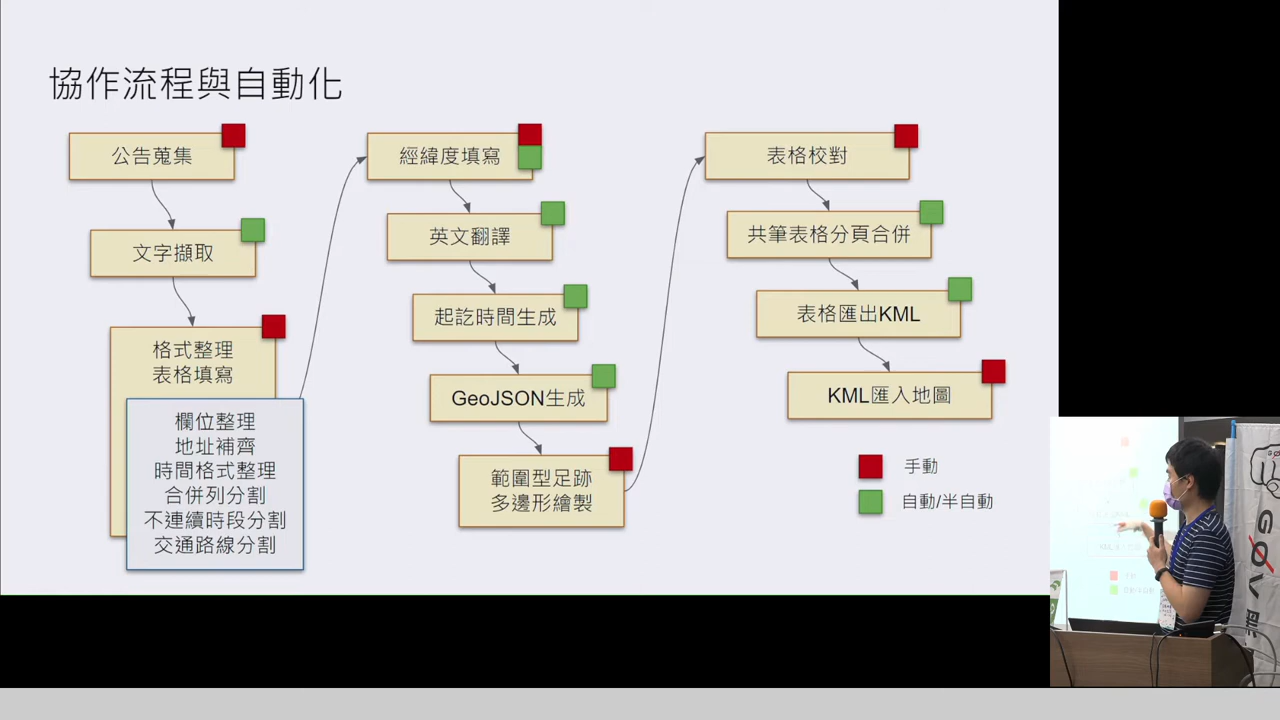 協作流程與自動化
公告蒐集
文字擷取
格式整理
表格填寫
欄位整理
地址補齊
時間格式整理
合併列分割
不連續時段分割
交通路線分割
經緯度填寫
英文翻譯
起訖時間生成
GeoJSON生成
範圍型足跡
多邊形繪製
表格校對
共筆表格分頁合併
表格匯出KML
KML匯入地圖
手動
自動/半自動
G0V